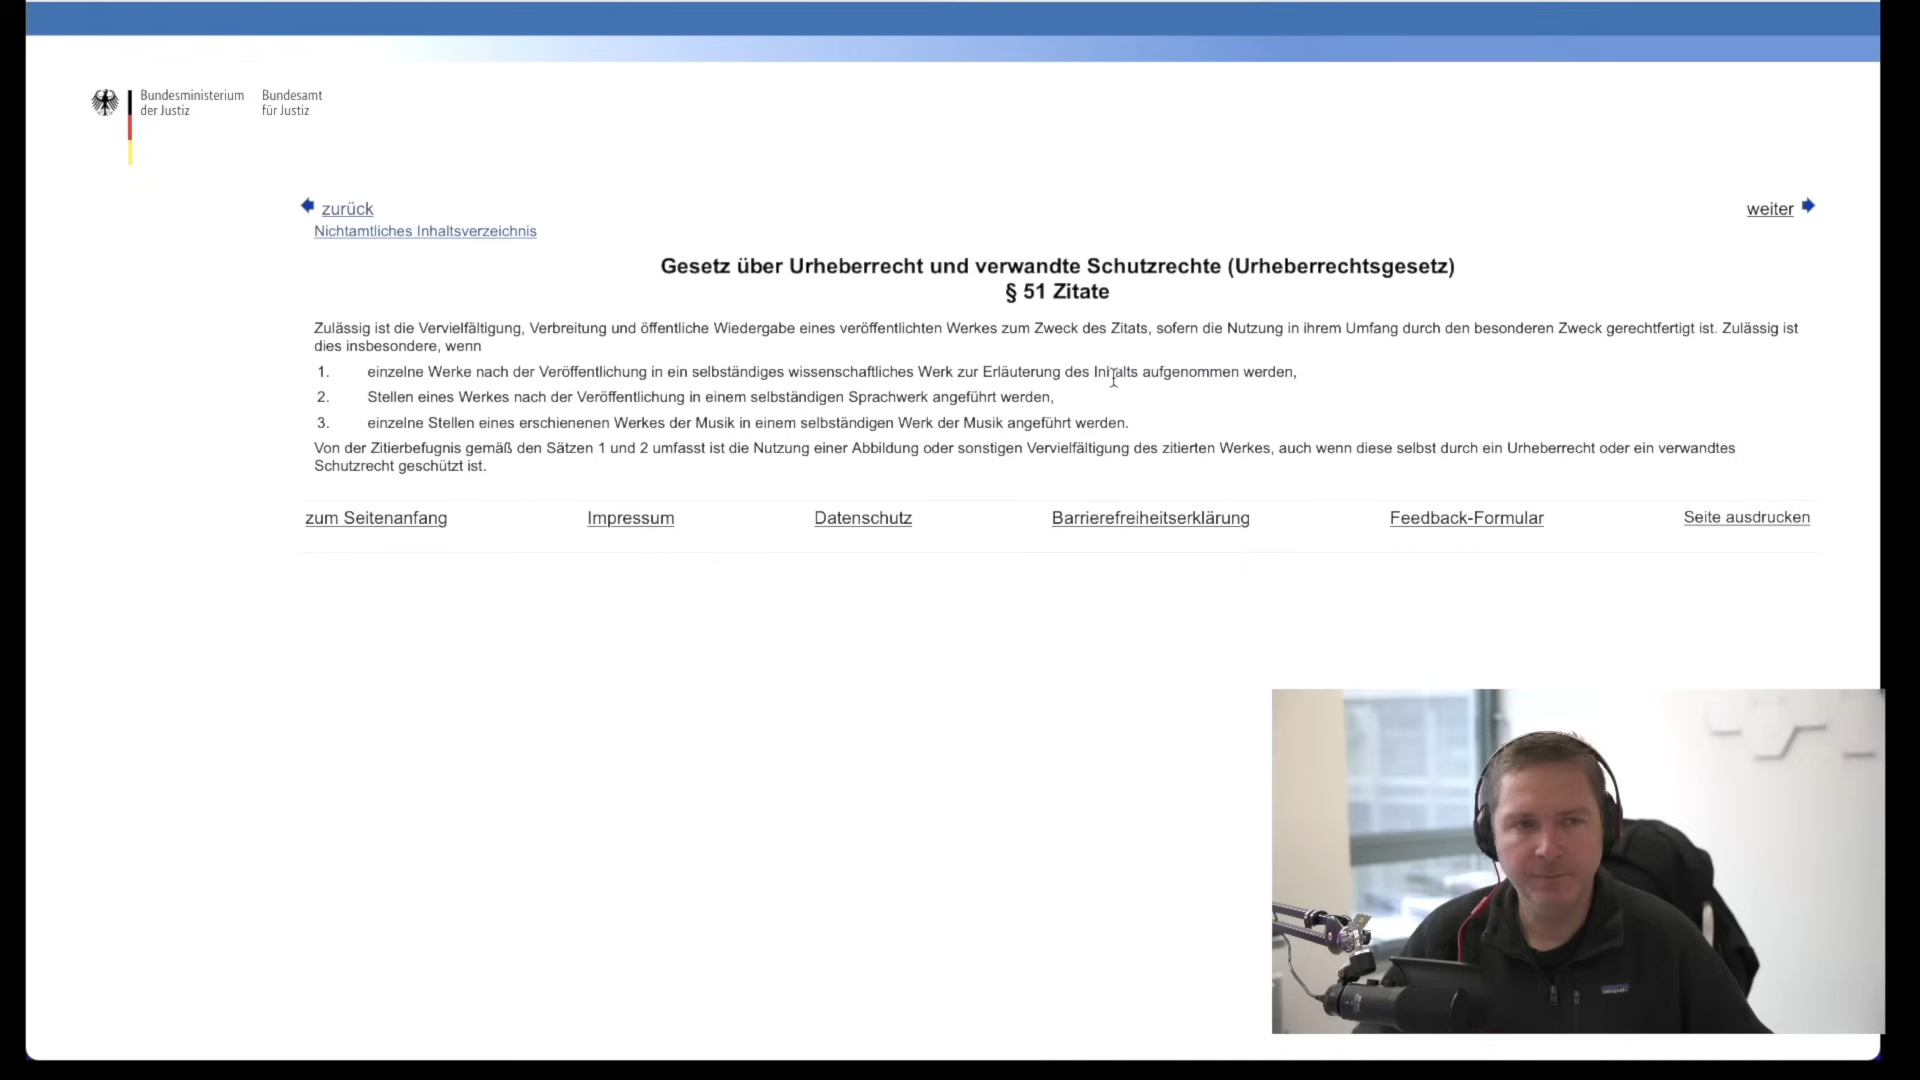 Bundesministerium
der Justiz
Bundesamt
für Justiz
zurück
weiter
Nichtamtliches Inhaltsverzeichnis
Gesetz über Urheberrecht und verwandte Schutzrechte (Urheberrechtsgesetz)
§ 51 Zitate
Zulässig ist die Vervielfältigung, Verbreitung und öffentliche Wiedergabe eines veröffentlichten Werkes zum Zweck des Zitats, sofern die Nutzung in ihrem Umfang durch den besonderen Zweck gerechtfertigt ist. Zulässig ist
dies insbesondere, wenn
1. einzelne Werke nach der Veröffentlichung in ein selbständiges wissenschaftliches Werk zur Erläuterung des Inhalts aufgenommen werden,
2. Stellen eines Werkes nach der Veröffentlichung in einem selbständigen Sprachwerk angeführt werden,
3. einzelne Stellen eines erschienenen Werkes der Musik in einem selbständigen Werk der Musik angeführt werden.
Von der Zitierbefugnis gemäß den Sätzen 1 und 2 umfasst ist die Nutzung einer Abbildung oder sonstigen Vervielfältigung des zitierten Werkes, auch wenn diese selbst durch ein Urheberrecht oder ein verwandtes
Schutzrecht geschützt ist.
zum Seitenanfang Impressum Datenschutz Barrierefreiheitserklärung Feedback-Formular Seite ausdrucken